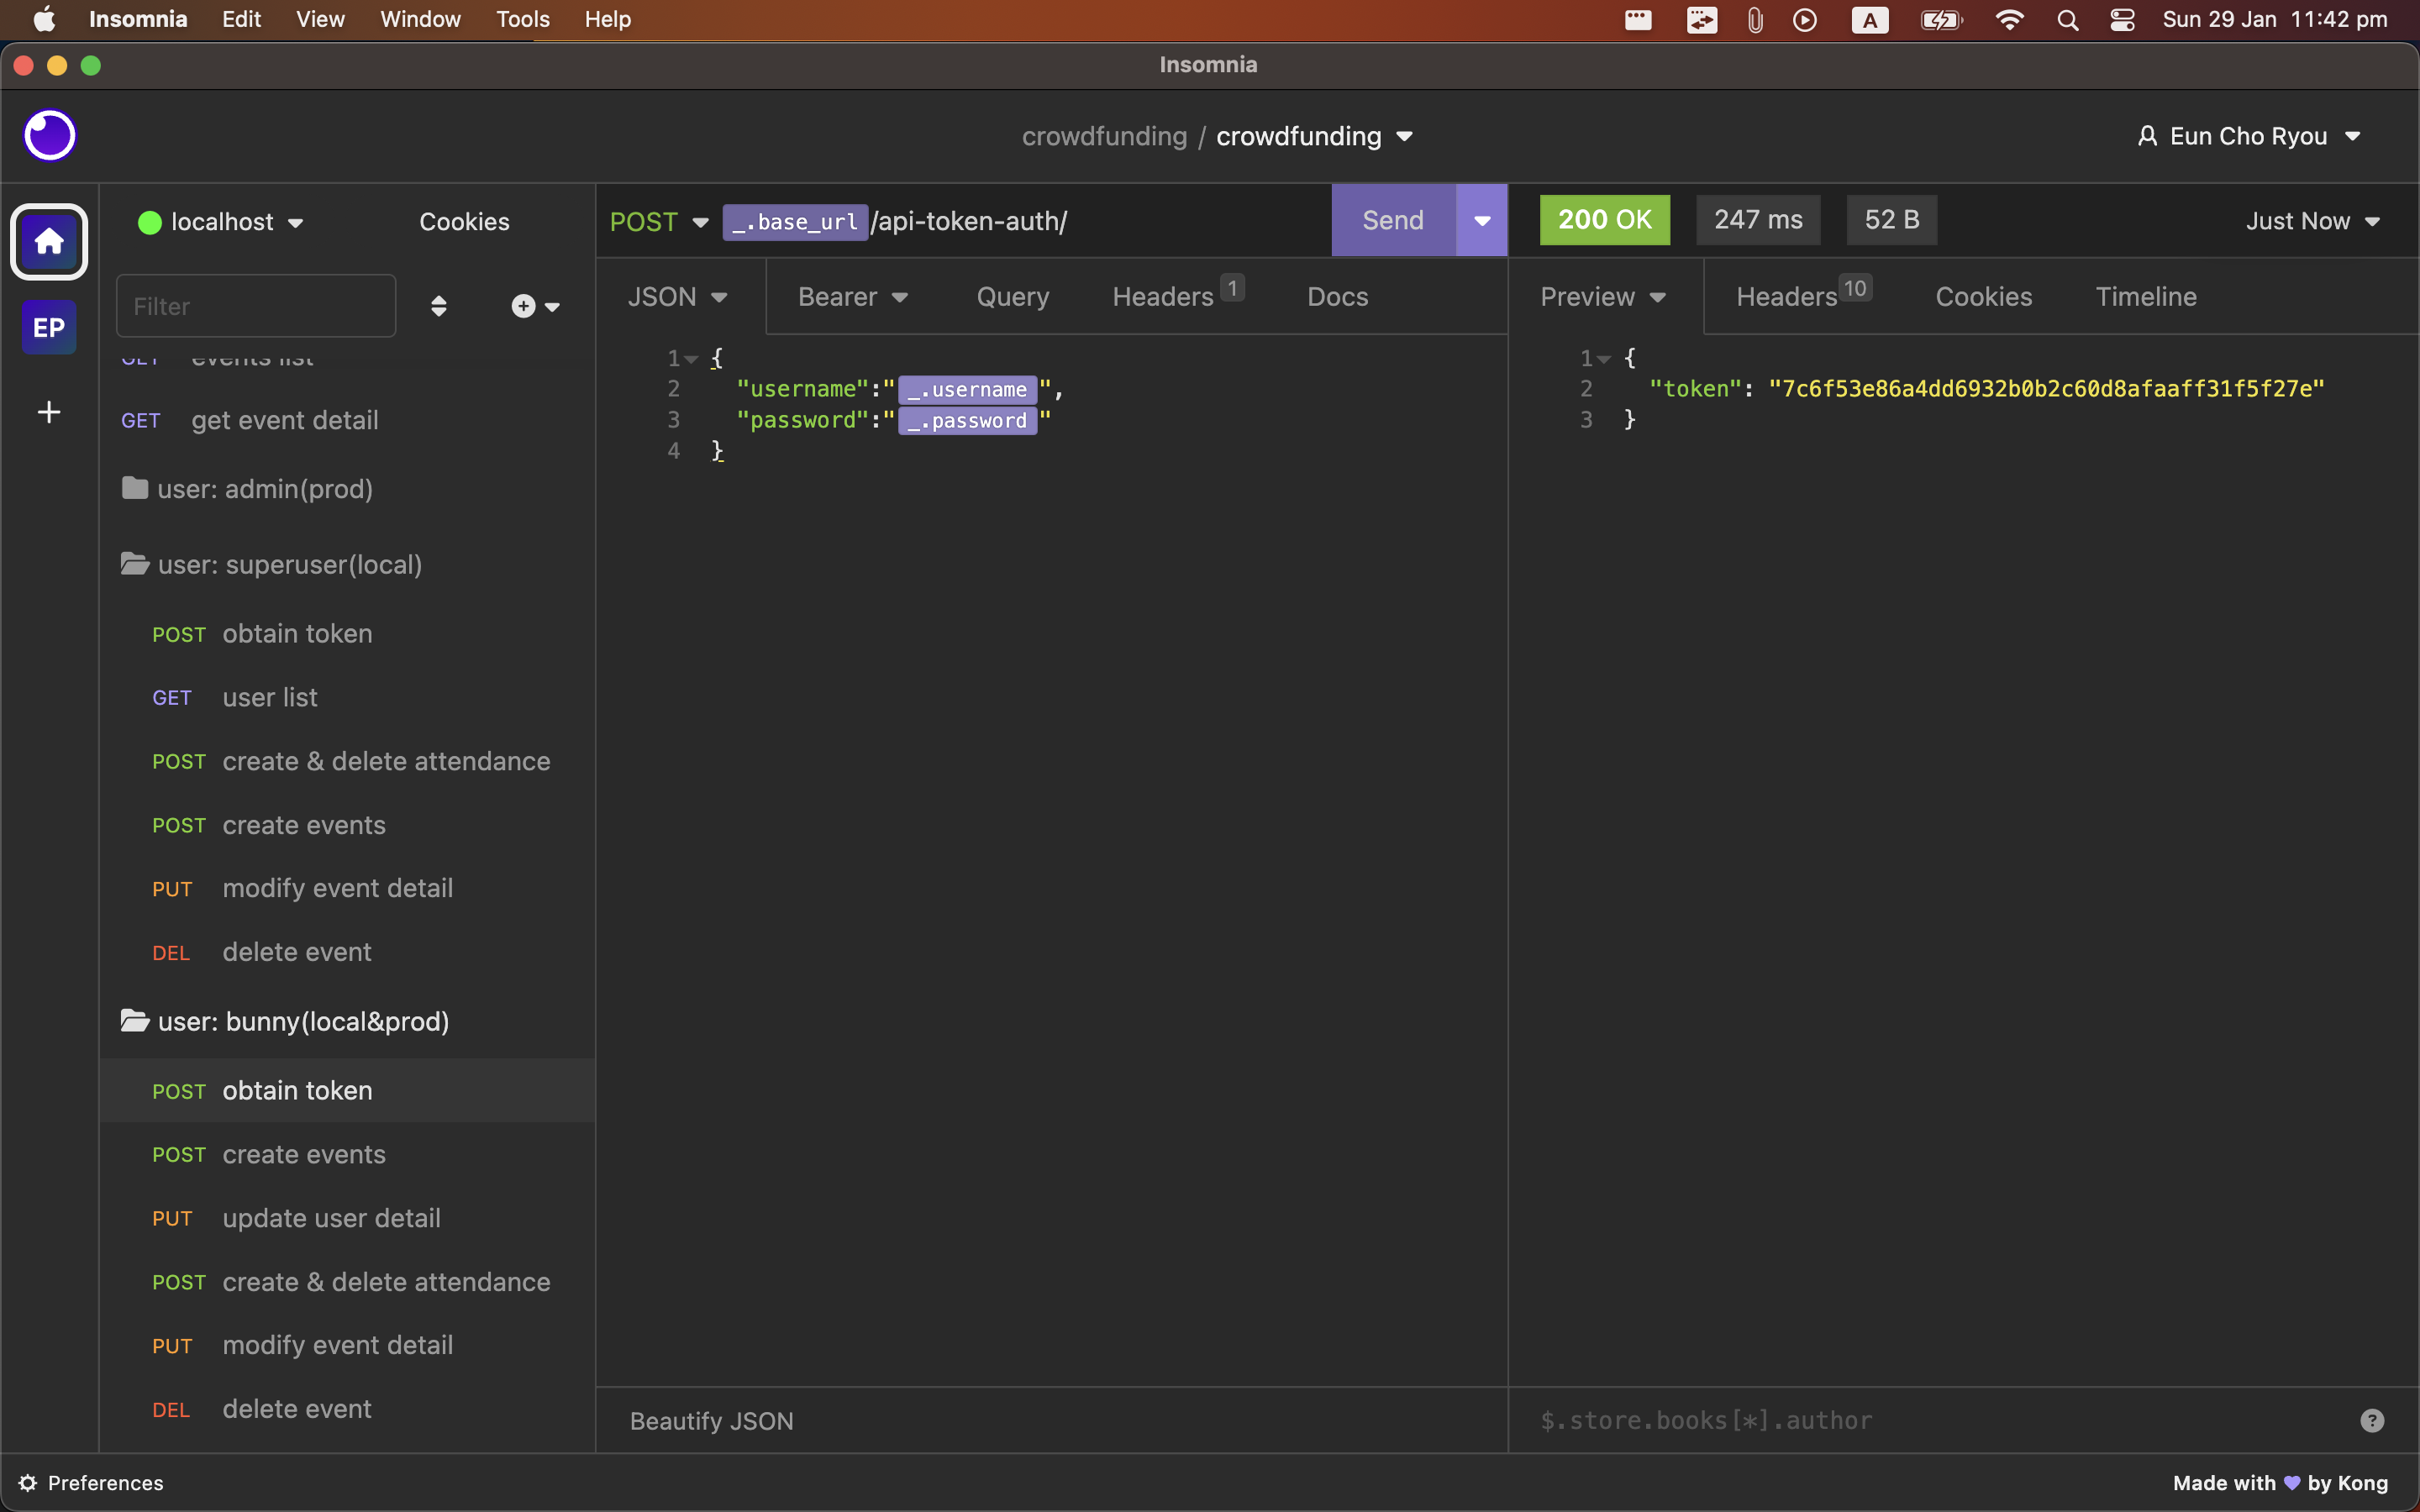 Insomnia Edit View Window Tools Help A Sun 29 Jan 11:42 pm
Insomnia
crowdfunding / crowdfunding Eun Cho Ryou
localhost Cookies
POST _.base_url /api-token-auth/ Send
200 OK 247 ms 52 B Just Now
Filter
JSON Bearer Query Headers 1 Docs
Preview Headers 10 Cookies Timeline
EP
GET events list
GET get event detail
user: admin(prod)
user: superuser(local)
POST obtain token
GET user list
POST create & delete attendance
POST create events
PUT modify event detail
DEL delete event
user: bunny(local&prod)
POST obtain token
POST create events
PUT update user detail
POST create & delete attendance
PUT modify event detail
DEL delete event
1 {
2 "username":" _.username ",
3 "password":" _.password "
4 }
1 {
2 "token": "7c6f53e86a4dd6932b0b2c60d8afaaff31f5f27e"
3 }
Beautify JSON
$.store.books[*].author ?
Preferences
Made with 💜 by Kong